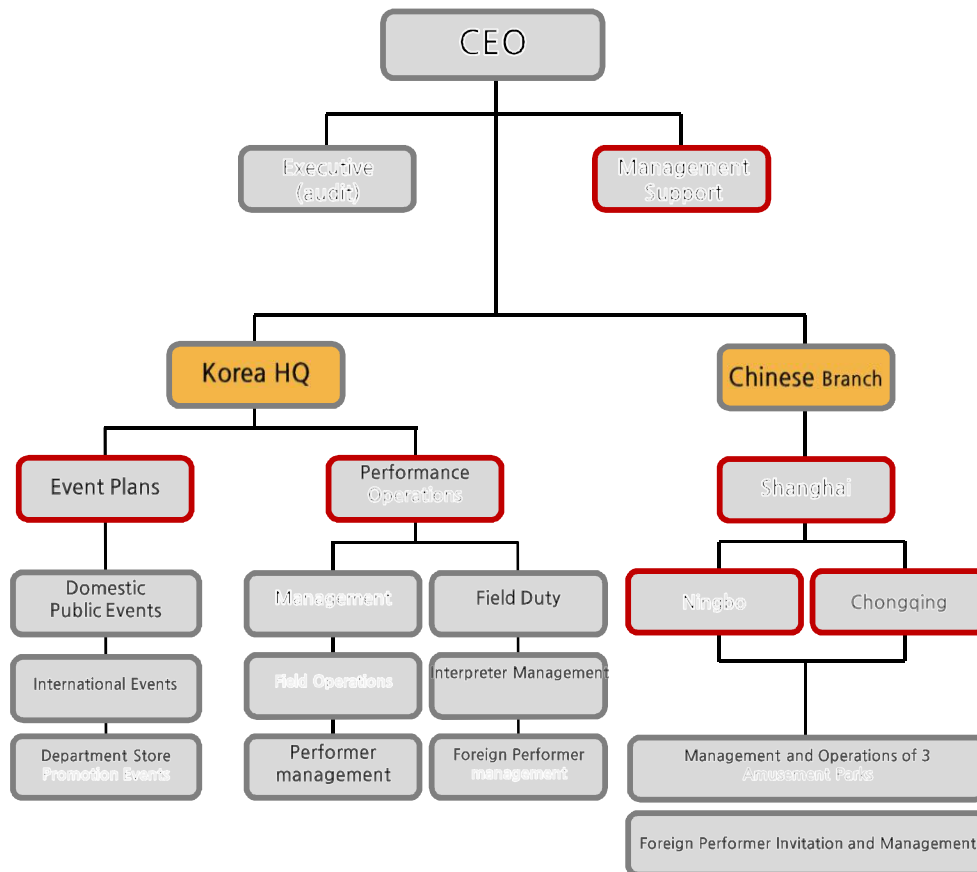 CEO
Executive
(audit)
Management
Support
Korea HQ
Chinese Branch
Event Plans
Performance
Operations
Shanghai
Domestic
Public Events
Management
Field Duty
Ningbo
Chongqing
International Events
Field Operations
Interpreter Management
Department Store
Promotion Events
Performer
management
Foreign Performer
management
Management and Operations of 3
Amusement Parks
Foreign Performer Invitation and Management